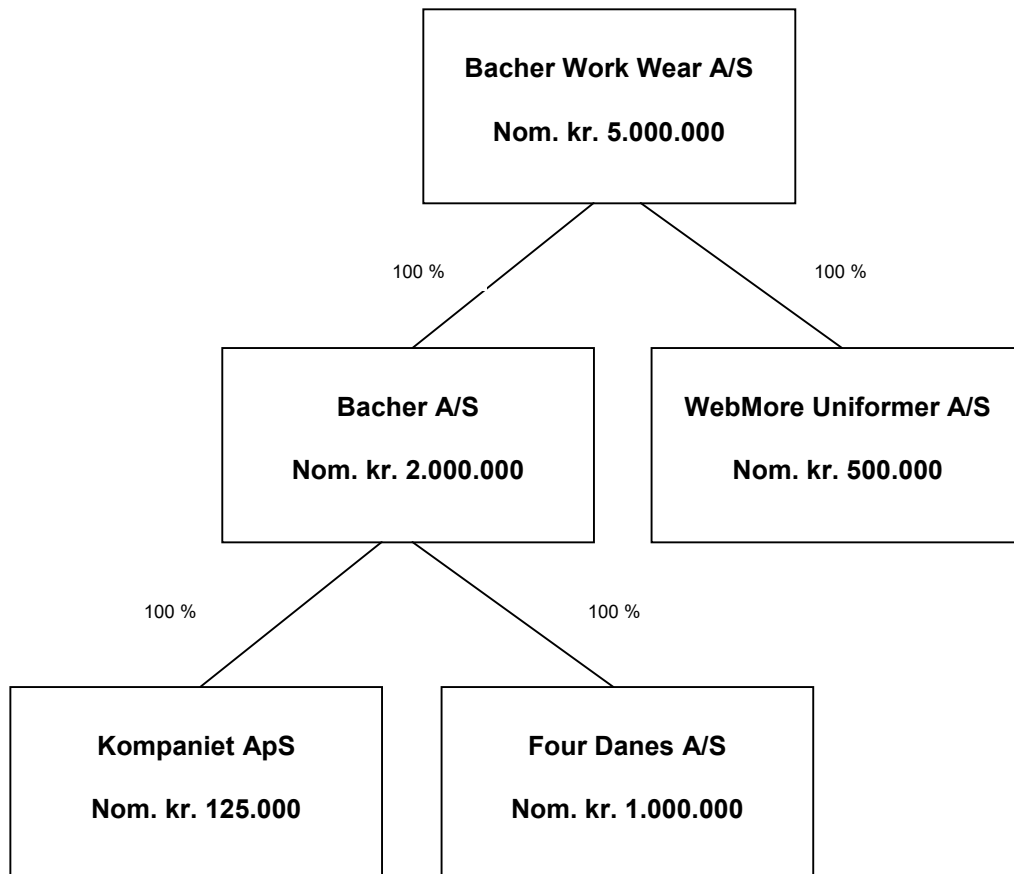 Bacher Work Wear A/S
Nom. kr. 5.000.000
100 %
100 %
Bacher A/S
Nom. kr. 2.000.000
WebMore Uniformer A/S
Nom. kr. 500.000
100 %
100 %
Kompaniet ApS
Nom. kr. 125.000
Four Danes A/S
Nom. kr. 1.000.000